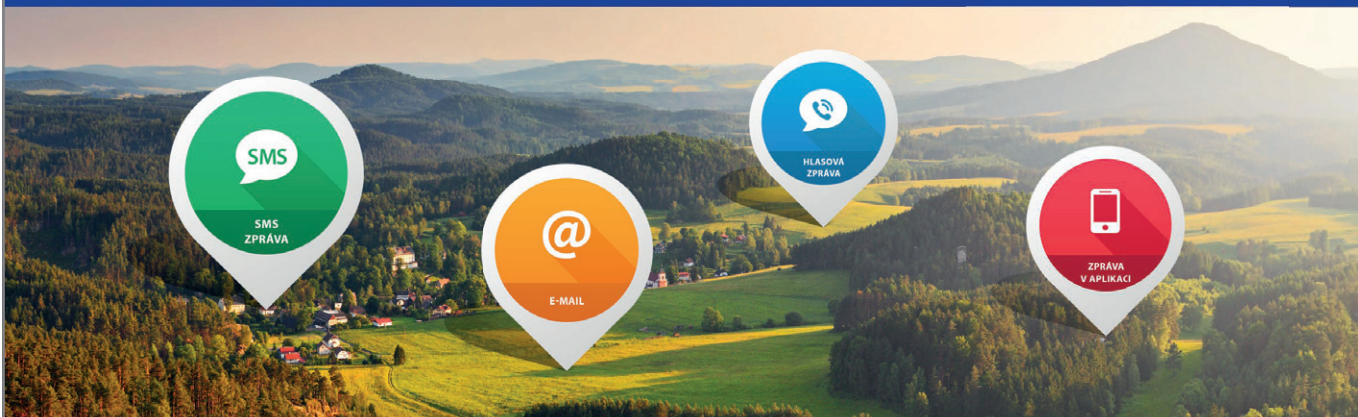 SMS
SMS
ZPRÁVA
@
E-MAIL
HLASOVÁ
ZPRÁVA
ZPRÁVA
V APLIKACI